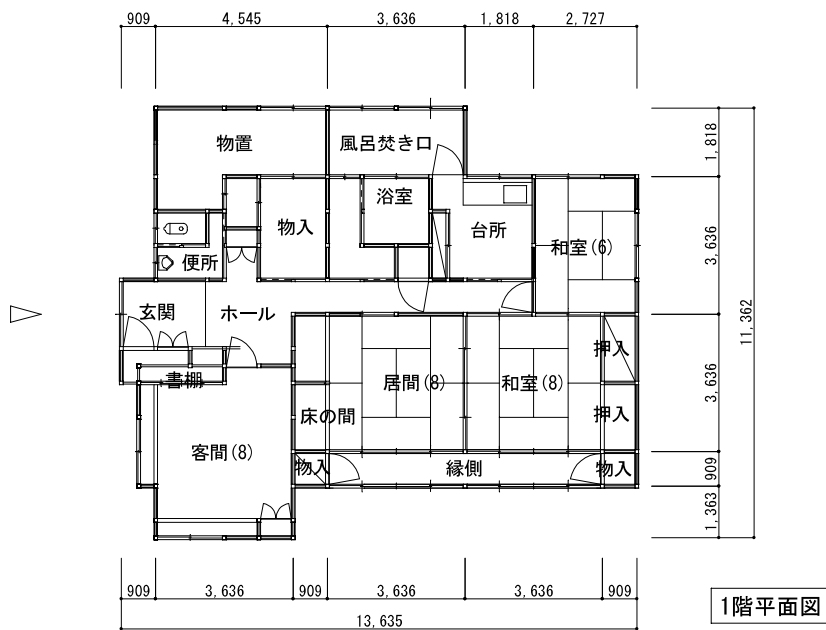 909
4,545
3,636
1,818
2,727
物置
風呂焚き口
1,818
浴室
物入
台所
和室(6)
3,636
便所
玄関
ホール
11,362
押入
書棚
居間(8)
和室(8)
3,636
床の間
押入
客間(8)
物入
縁側
物入
909
1,363
909
3,636
909
3,636
3,636
909
13,635
1階平面図